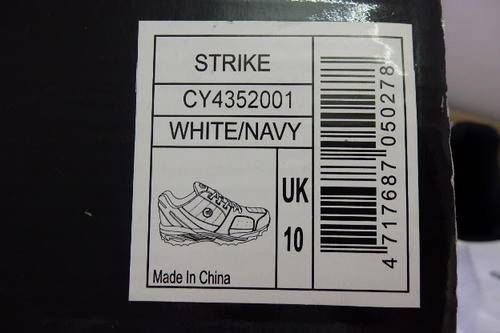 STRIKE
CY4352001
WHITE/NAVY
UK
10
Made In China
4 717687 050278